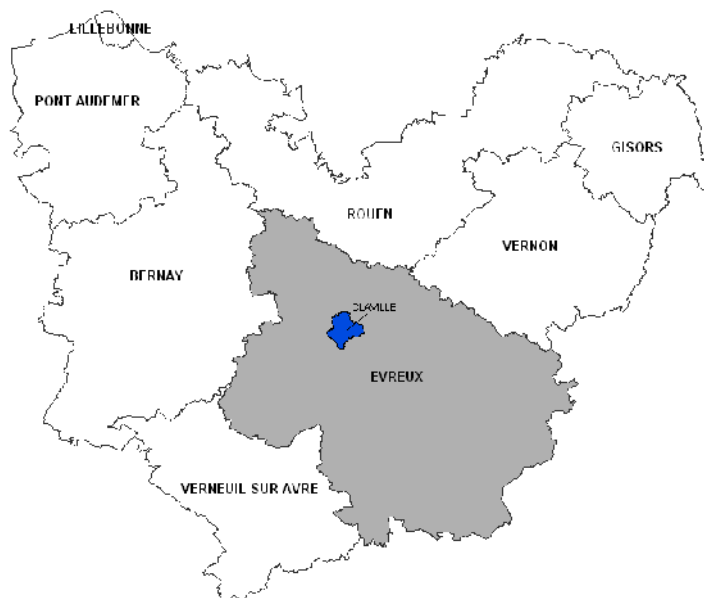 LILLEBONNE
PONT AUDEMER
GISORS
ROUEN
VERNON
BERNAY
CLAVILLE
EVREUX
VERNEUIL SUR AVRE